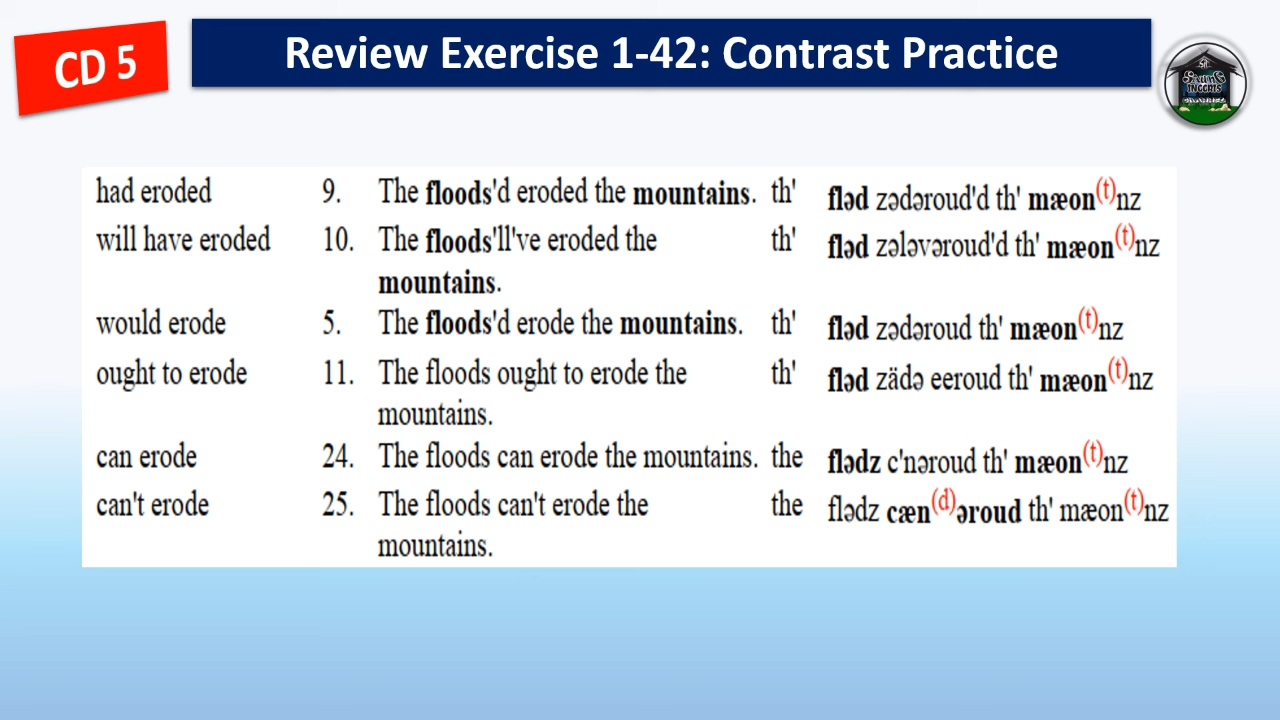 CD 5
Review Exercise 1-42: Contrast Practice
INGGRIS
had eroded 9. The floods'd eroded the mountains. th' fləd zədəroud'd th' mæon(t)nz
will have eroded 10. The floods'll've eroded the th' fləd zələvəroud'd th' mæon(t)nz
mountains.
would erode 5. The floods'd erode the mountains. th' fləd zədəroud th' mæon(t)nz
ought to erode 11. The floods ought to erode the th' fləd zädə eeroud th' mæon(t)nz
mountains.
can erode 24. The floods can erode the mountains. the flədz c'nəroud th' mæon(t)nz
can't erode 25. The floods can't erode the the flədz cæn(d)əroud th' mæon(t)nz
mountains.